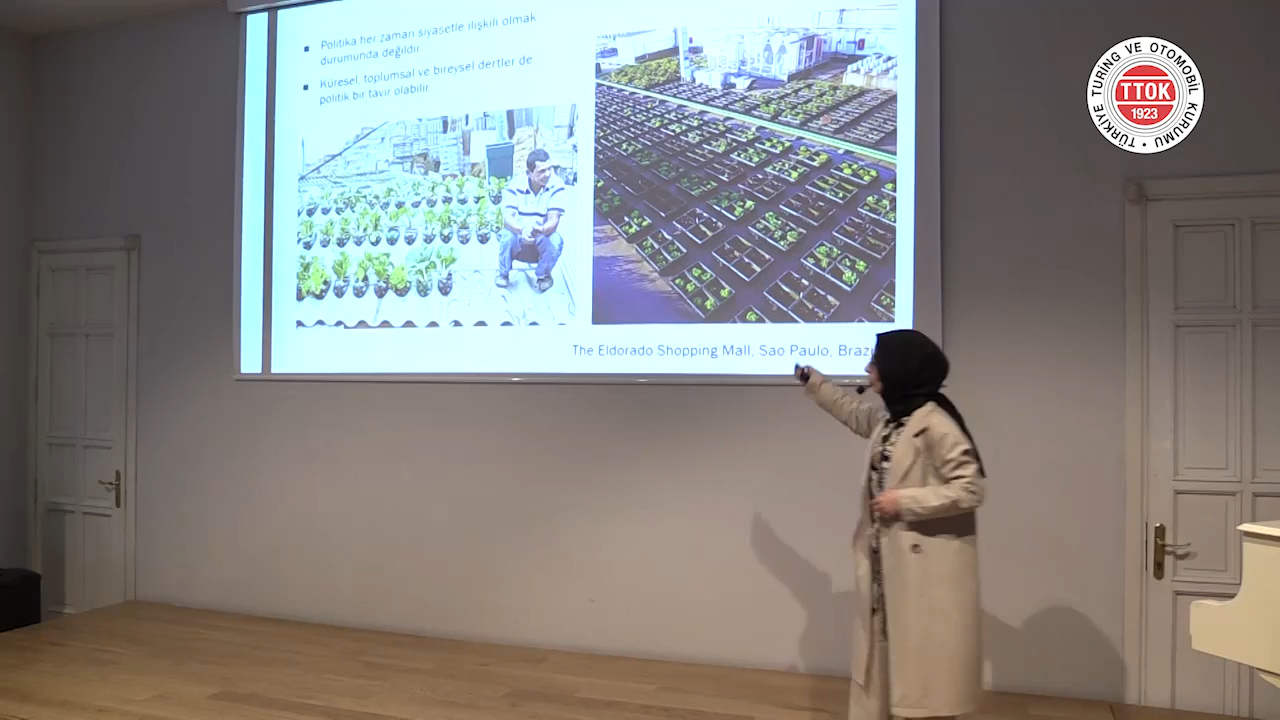 Politika her zaman siyasetle ilişkili olmak
durumunda değildir.
Küresel, toplumsal ve bireysel dertler de
politik bir tavır olabilir.
The Eldorado Shopping Mall, Sao Paulo, Brazi
TÜRKİYE TURING VE OTOMOBİL KURUMU
TTOK
1923